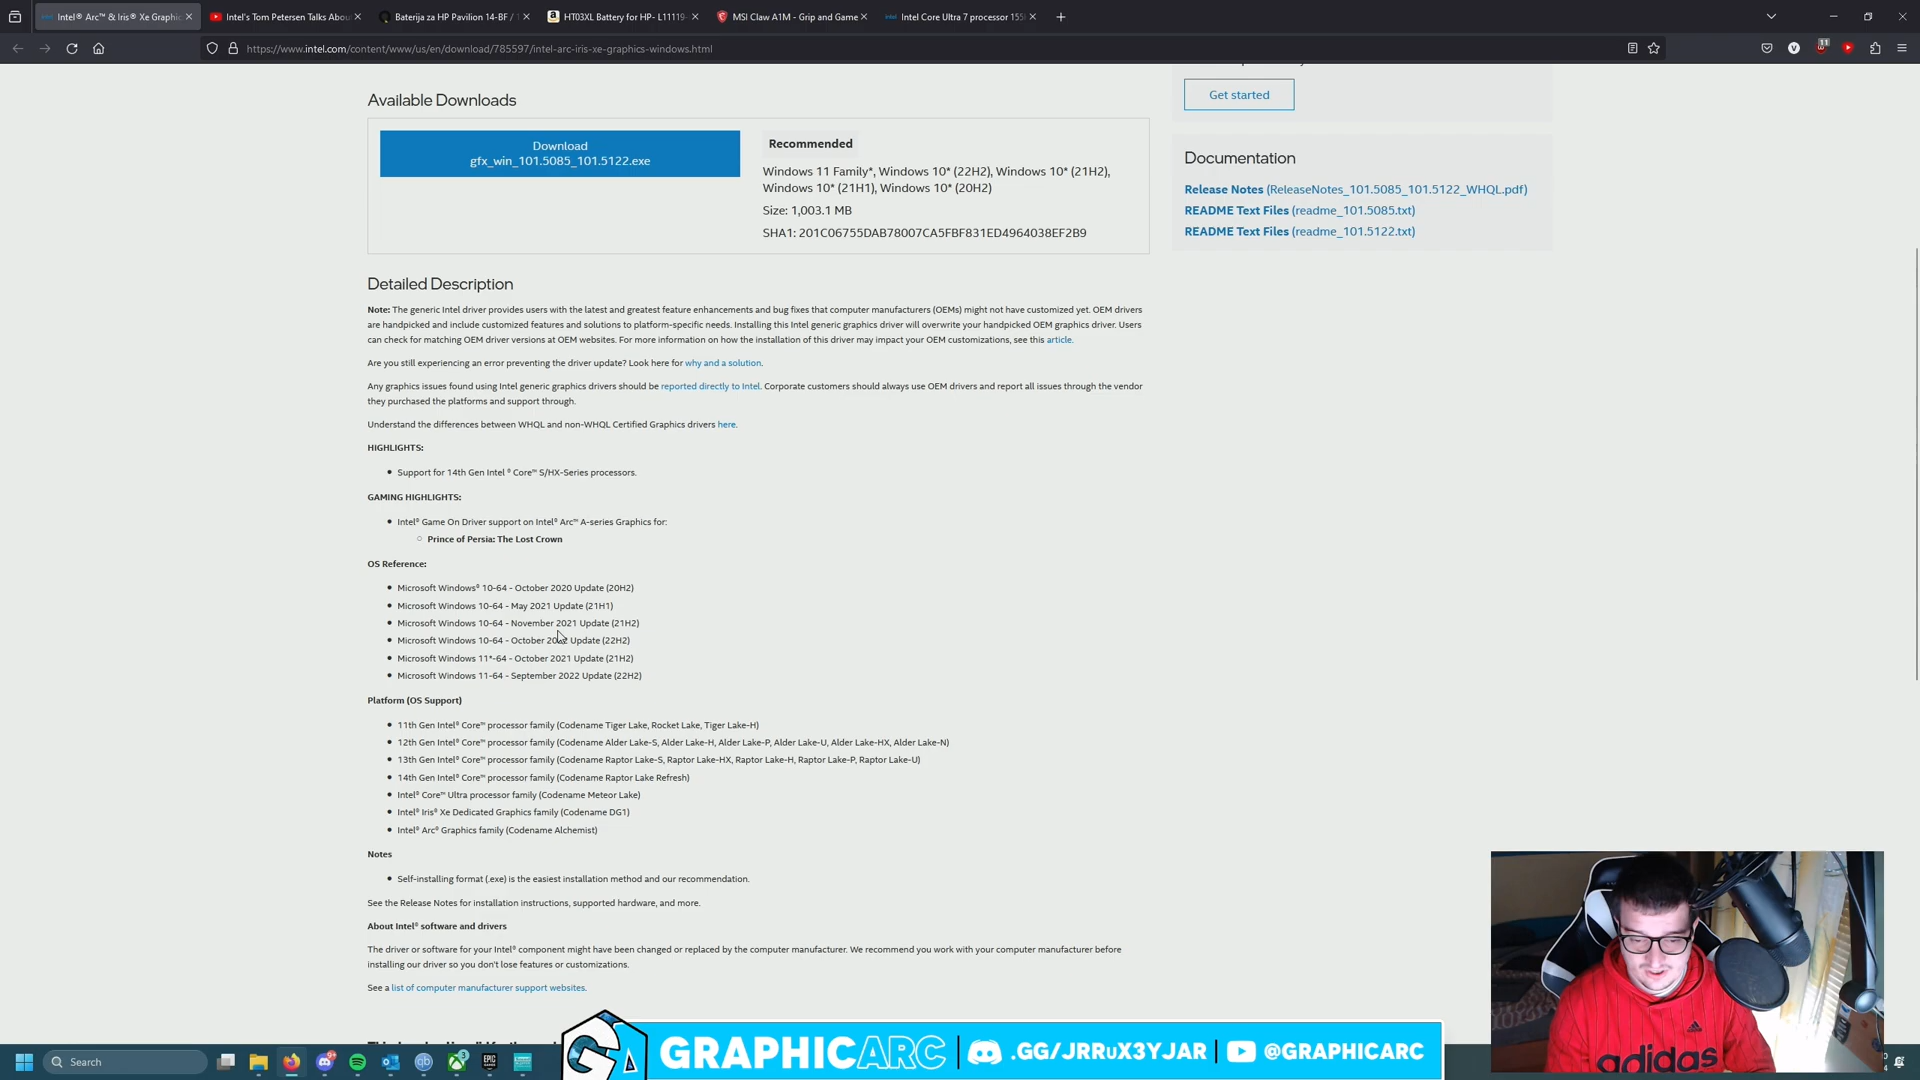 Intel® Arc™ & Iris® Xe Graphic
Intel's Tom Petersen Talks Abou
Baterija za HP Pavilion 14-BF / 1
HT03XL Battery for HP- L11119-
MSI Claw A1M - Grip and Game
Intel Core Ultra 7 processor 155
https://www.intel.com/content/www/us/en/download/785597/intel-arc-iris-xe-graphics-windows.html
11
Get started
Available Downloads
Download
gfx_win_101.5085_101.5122.exe
Recommended
Windows 11 Family*, Windows 10* (22H2), Windows 10* (21H2),
Windows 10* (21H1), Windows 10* (20H2)
Size: 1,003.1 MB
SHA1: 201C06755DAB78007CA5FBF831ED4964038EF2B9
Documentation
Release Notes (ReleaseNotes_101.5085_101.5122_WHQL.pdf)
README Text Files (readme_101.5085.txt)
README Text Files (readme_101.5122.txt)
Detailed Description
Note: The generic Intel driver provides users with the latest and greatest feature enhancements and bug fixes that computer manufacturers (OEMs) might not have customized yet. OEM drivers
are handpicked and include customized features and solutions to platform-specific needs. Installing this Intel generic graphics driver will overwrite your handpicked OEM graphics driver. Users
can check for matching OEM driver versions at OEM websites. For more information on how the installation of this driver may impact your OEM customizations, see this article.
Are you still experiencing an error preventing the driver update? Look here for why and a solution.
Any graphics issues found using Intel generic graphics drivers should be reported directly to Intel. Corporate customers should always use OEM drivers and report all issues through the vendor
they purchased the platforms and support through.
Understand the differences between WHQL and non-WHQL Certified Graphics drivers here.
HIGHLIGHTS:
Support for 14th Gen Intel ® Core™ S/HX-Series processors.
GAMING HIGHLIGHTS:
Intel® Game On Driver support on Intel® Arc™ A-series Graphics for:
Prince of Persia: The Lost Crown
OS Reference:
Microsoft Windows® 10-64 - October 2020 Update (20H2)
Microsoft Windows 10-64 - May 2021 Update (21H1)
Microsoft Windows 10-64 - November 2021 Update (21H2)
Microsoft Windows 10-64 - October 2022 Update (22H2)
Microsoft Windows 11*-64 - October 2021 Update (21H2)
Microsoft Windows 11-64 - September 2022 Update (22H2)
Platform (OS Support)
11th Gen Intel® Core™ processor family (Codename Tiger Lake, Rocket Lake, Tiger Lake-H)
12th Gen Intel® Core™ processor family (Codename Alder Lake-S, Alder Lake-H, Alder Lake-P, Alder Lake-U, Alder Lake-HX, Alder Lake-N)
13th Gen Intel® Core™ processor family (Codename Raptor Lake-S, Raptor Lake-HX, Raptor Lake-H, Raptor Lake-P, Raptor Lake-U)
14th Gen Intel® Core™ processor family (Codename Raptor Lake Refresh)
Intel® Core™ Ultra processor family (Codename Meteor Lake)
Intel® Iris® Xe Dedicated Graphics family (Codename DG1)
Intel® Arc® Graphics family (Codename Alchemist)
Notes
Self-installing format (.exe) is the easiest installation method and our recommendation.
See the Release Notes for installation instructions, supported hardware, and more.
About Intel® software and drivers
The driver or software for your Intel® component might have been changed or replaced by the computer manufacturer. We recommend you work with your computer manufacturer before
installing our driver so you don't lose features or customizations.
See a list of computer manufacturer support websites.
adidas
Search
GA
GRAPHICARC
.GG/JRRuX3YJAR
@GRAPHICARC